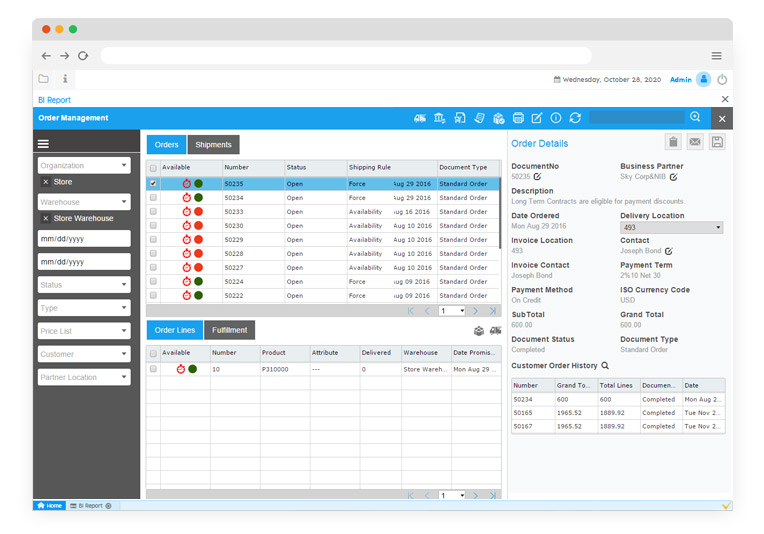 Wednesday, October 28, 2020 Admin
BI Report
Order Management
Organization
Store
Warehouse
Store Warehouse
mm/dd/yyyy
mm/dd/yyyy
Status
Type
Price List
Customer
Partner Location
Orders Shipments
Available Number Status Shipping Rule Document Type
50235 Open Force Aug 29 2016 Standard Order
50234 Open Force Aug 29 2016 Standard Order
50233 Open Availability ug 16 2016 Standard Order
50230 Open Availability Aug 10 2016 Standard Order
50229 Open Availability Aug 10 2016 Standard Order
50228 Open Availability Aug 10 2016 Standard Order
50227 Open Availability Aug 10 2016 Standard Order
50224 Open Force ug 09 2016 Standard Order
50222 Open Force ug 09 2016 Standard Order
1
Order Lines Fulfillment
Available Number Product Attribute Delivered Warehouse Date Promis...
10 P310000 --- 0 Store Wareh... Mon Aug 29 ...
1
Order Details
DocumentNo Business Partner
50235 Sky Corp&NIB
Description
Long Term Contracts are eligible for payment discounts.
Date Ordered Delivery Location
Mon Aug 29 2016 493
Invoice Location Contact
493 Joseph Bond
Invoice Contact Payment Term
Joseph Bond 2%10 Net 30
Payment Method ISO Currency Code
On Credit USD
SubTotal Grand Total
600.00 600.00
Document Status Document Type
Completed Standard Order
Customer Order History
Number Grand To... Total Lines Documen... Date
50234 600 600 Completed Mon Aug 2...
50165 1965.52 1889.92 Completed Tue Nov 2...
50167 1965.52 1889.92 Completed Tue Nov 2...
Home BI Report